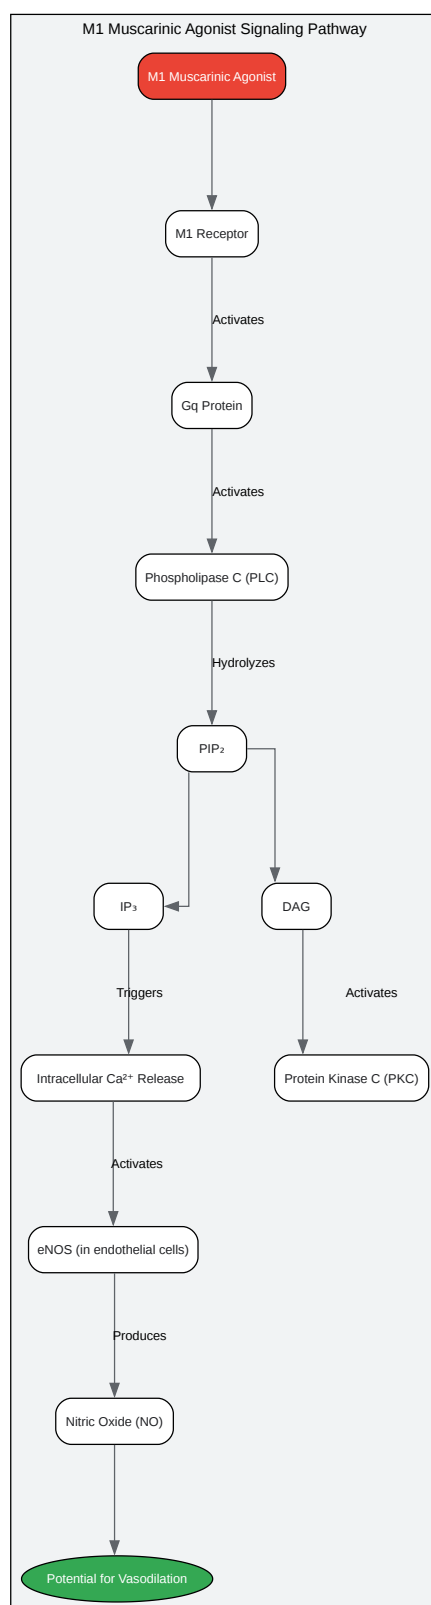 M1 Muscarinic Agonist Signaling Pathway
M1 Muscarinic Agonist
M1 Receptor
Activates
Gq Protein
Activates
Phospholipase C (PLC)
Hydrolyzes
PIP₂
IP₃
DAG
Triggers
Activates
Intracellular Ca²⁺ Release
Protein Kinase C (PKC)
Activates
eNOS (in endothelial cells)
Produces
Nitric Oxide (NO)
Potential for Vasodilation